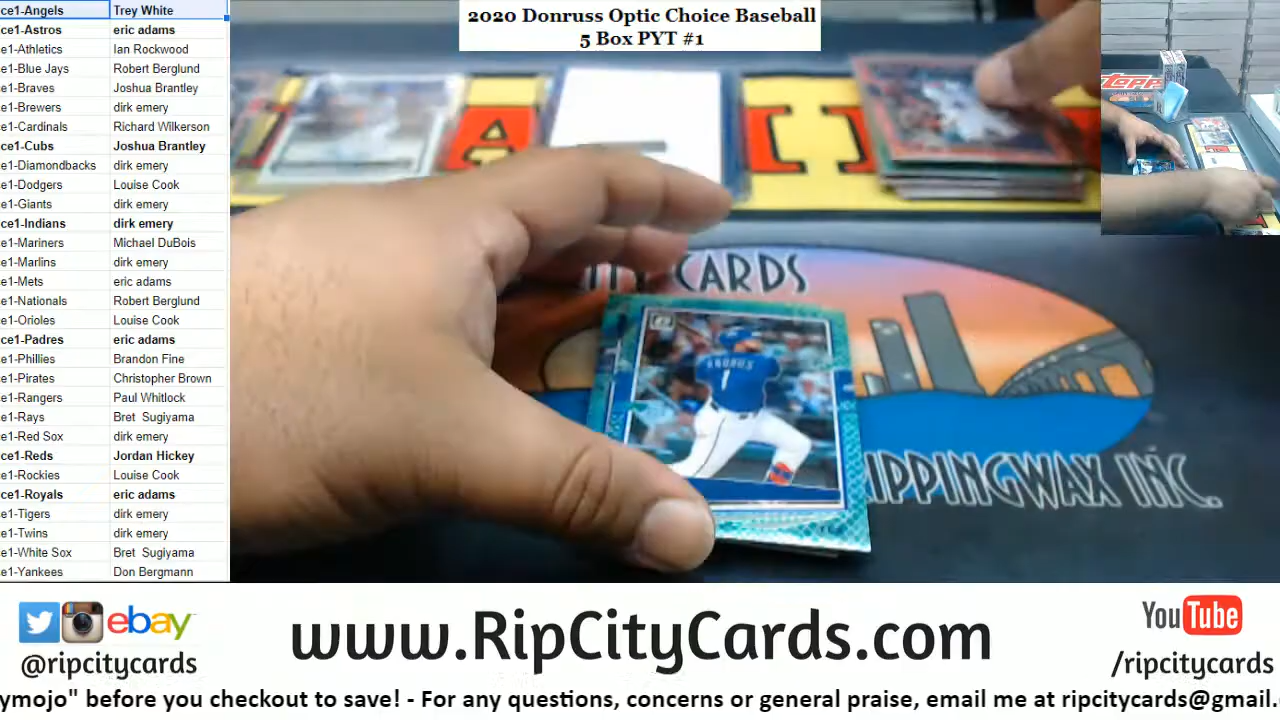 2020 Donruss Optic Choice Baseball
5 Box PYT #1
ce1-Angels Trey White
ce1-Astros eric adams
e1-Athletics Ian Rockwood
e1-Blue Jays Robert Berglund
e1-Braves Joshua Brantley
e1-Brewers dirk emery
e1-Cardinals Richard Wilkerson
ce1-Cubs Joshua Brantley
e1-Diamondbacks dirk emery
e1-Dodgers Louise Cook
e1-Giants dirk emery
ce1-Indians dirk emery
e1-Mariners Michael DuBois
e1-Marlins dirk emery
e1-Mets eric adams
e1-Nationals Robert Berglund
e1-Orioles Louise Cook
ce1-Padres eric adams
e1-Phillies Brandon Fine
e1-Pirates Christopher Brown
e1-Rangers Paul Whitlock
e1-Rays Bret Sugiyama
e1-Red Sox dirk emery
ce1-Reds Jordan Hickey
e1-Rockies Louise Cook
ce1-Royals eric adams
e1-Tigers dirk emery
e1-Twins dirk emery
e1-White Sox Bret Sugiyama
e1-Yankees Don Bergmann
TOPPS
ITY CARDS
ANDRUS
1
IPPINGWAX INC.
ebay
@ripcitycards
www.RipCityCards.com
YouTube
/ripcitycards
ymojo" before you checkout to save! - For any questions, concerns or general praise, email me at ripcitycards@gmail.